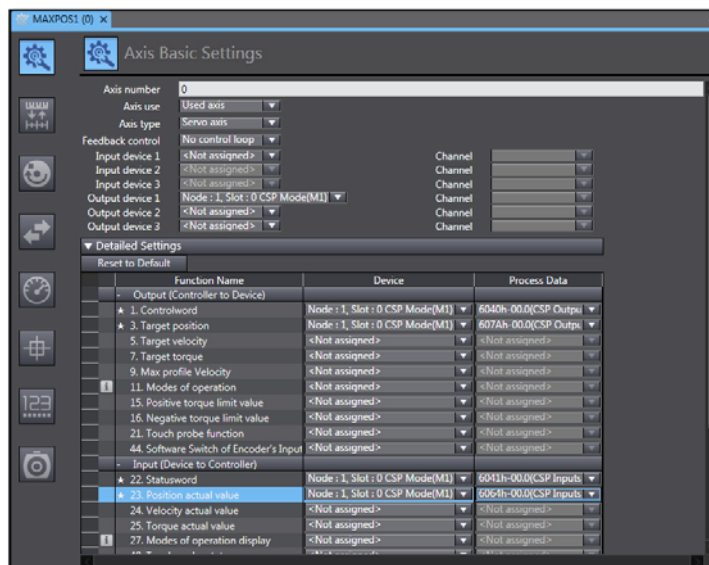 MAXPOS1 (0) ×
Axis Basic Settings
Axis number 0
Axis use Used axis
Axis type Servo axis
Feedback control No control loop
Input device 1 <Not assigned> Channel
Input device 2 <Not assigned> Channel
Input device 3 <Not assigned> Channel
Output device 1 Node : 1, Slot : 0 CSP Mode(M1) Channel
Output device 2 <Not assigned> Channel
Output device 3 <Not assigned> Channel
▼ Detailed Settings
Reset to Default
Function Name Device Process Data
- Output (Controller to Device)
★ 1. Controlword Node : 1, Slot : 0 CSP Mode(M1) 6040h-00.0(CSP Outpu
★ 3. Target position Node : 1, Slot : 0 CSP Mode(M1) 607Ah-00.0(CSP Outpu
5. Target velocity <Not assigned> <Not assigned>
7. Target torque <Not assigned> <Not assigned>
9. Max profile Velocity <Not assigned> <Not assigned>
i 11. Modes of operation <Not assigned> <Not assigned>
15. Positive torque limit value <Not assigned> <Not assigned>
16. Negative torque limit value <Not assigned> <Not assigned>
21. Touch probe function <Not assigned> <Not assigned>
44. Software Switch of Encoder's Input <Not assigned> <Not assigned>
- Input (Device to Controller)
★ 22. Statusword Node : 1, Slot : 0 CSP Mode(M1) 6041h-00.0(CSP Inputs
★ 23. Position actual value Node : 1, Slot : 0 CSP Mode(M1) 6064h-00.0(CSP Inputs
24. Velocity actual value <Not assigned> <Not assigned>
25. Torque actual value <Not assigned> <Not assigned>
i 27. Modes of operation display <Not assigned> <Not assigned>
123